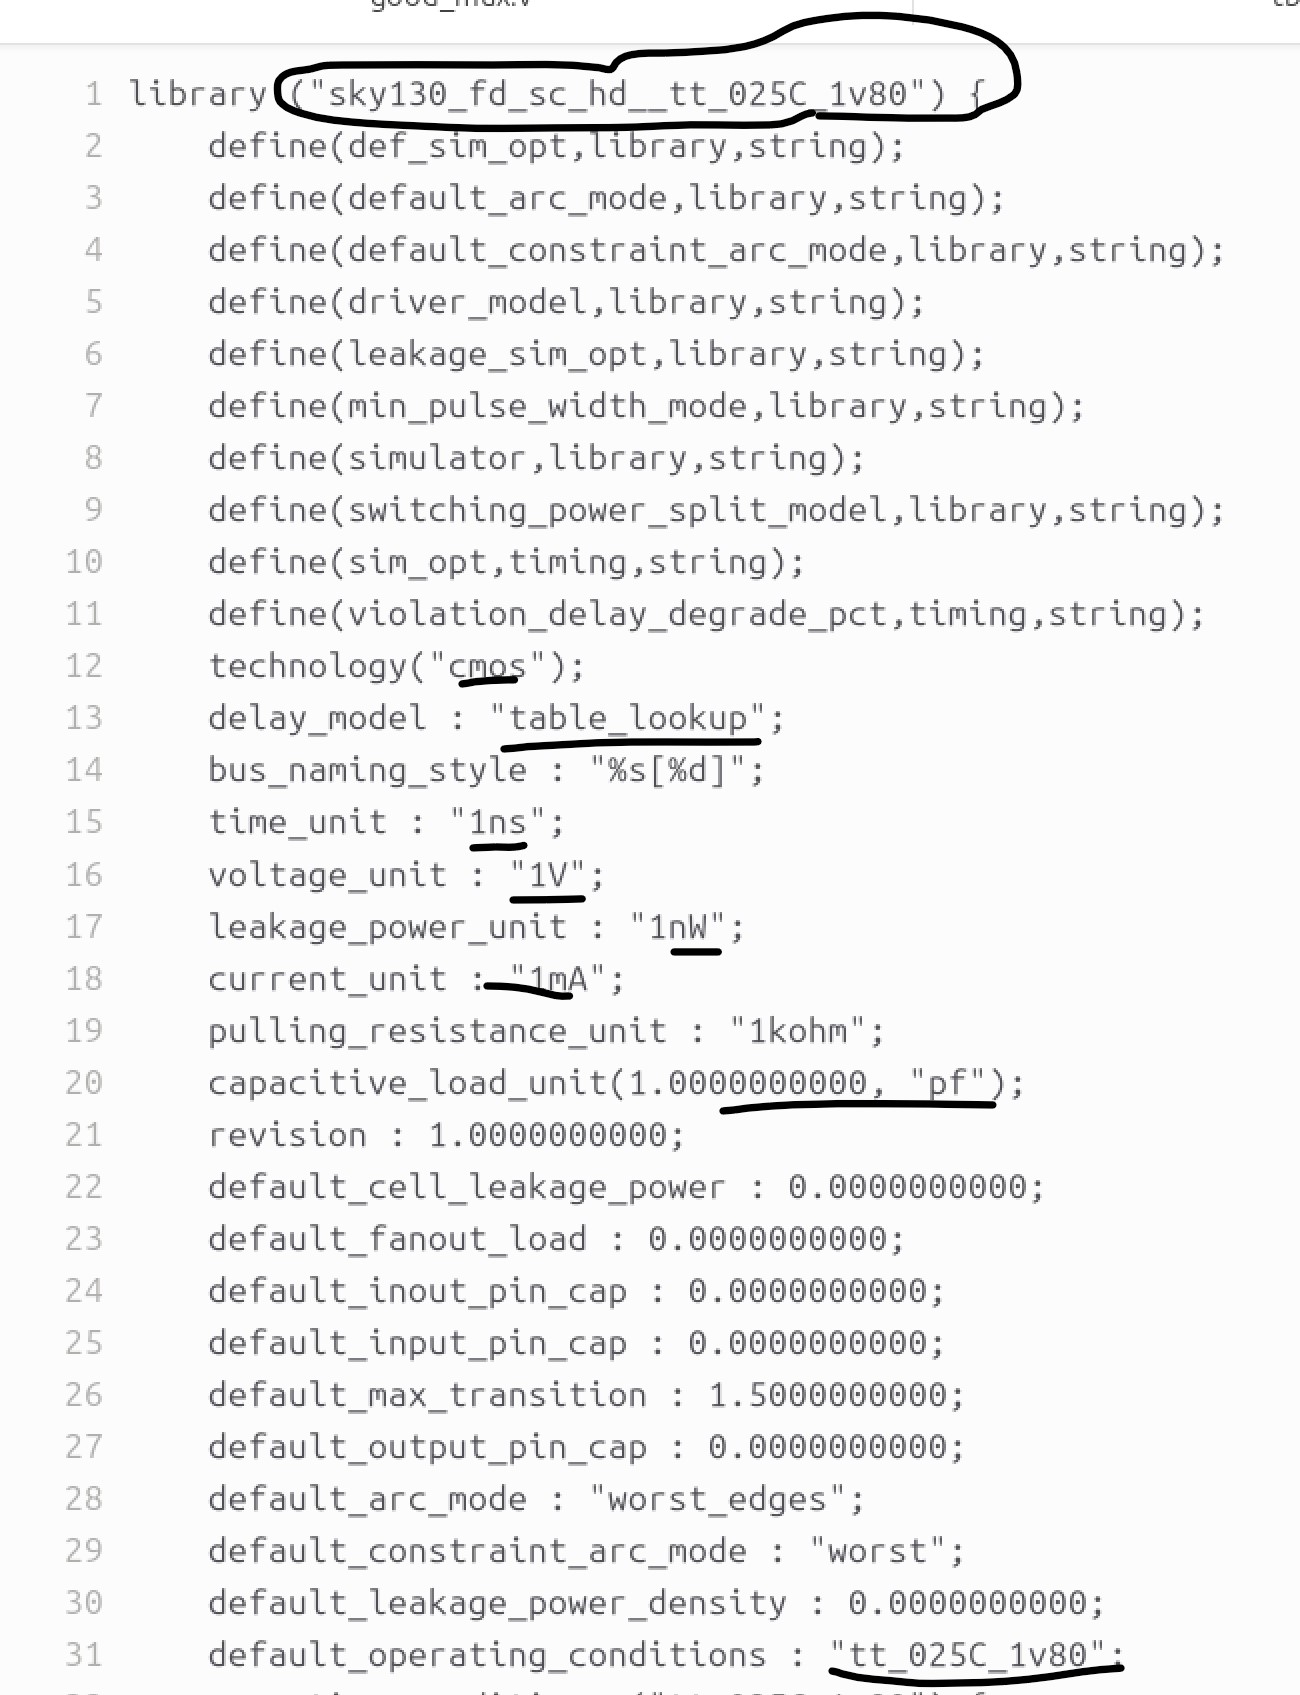 good_mux.v
1 library ("sky130_fd_sc_hd__tt_025C_1v80") {
2 define(def_sim_opt,library,string);
3 define(default_arc_mode,library,string);
4 define(default_constraint_arc_mode,library,string);
5 define(driver_model,library,string);
6 define(leakage_sim_opt,library,string);
7 define(min_pulse_width_mode,library,string);
8 define(simulator,library,string);
9 define(switching_power_split_model,library,string);
10 define(sim_opt,timing,string);
11 define(violation_delay_degrade_pct,timing,string);
12 technology("cmos");
13 delay_model : "table_lookup";
14 bus_naming_style : "%s[%d]";
15 time_unit : "1ns";
16 voltage_unit : "1V";
17 leakage_power_unit : "1nW";
18 current_unit : "1mA";
19 pulling_resistance_unit : "1kohm";
20 capacitive_load_unit(1.0000000000, "pf");
21 revision : 1.0000000000;
22 default_cell_leakage_power : 0.0000000000;
23 default_fanout_load : 0.0000000000;
24 default_inout_pin_cap : 0.0000000000;
25 default_input_pin_cap : 0.0000000000;
26 default_max_transition : 1.5000000000;
27 default_output_pin_cap : 0.0000000000;
28 default_arc_mode : "worst_edges";
29 default_constraint_arc_mode : "worst";
30 default_leakage_power_density : 0.0000000000;
31 default_operating_conditions : "tt_025C_1v80";